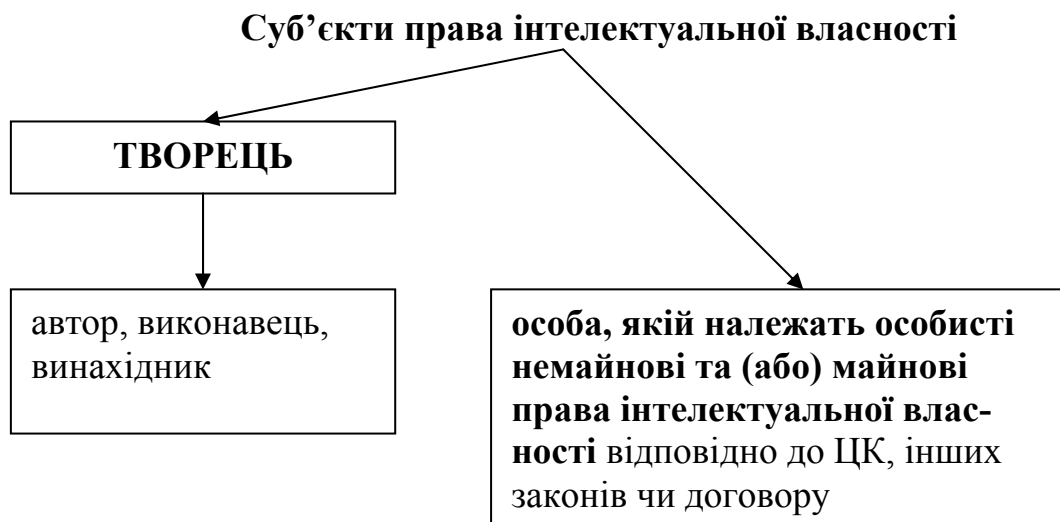 Суб’єкти права інтелектуальної власності
ТВОРЕЦЬ
автор, виконавець,
винахідник
особа, якій належать особисті
немайнові та (або) майнові
права інтелектуальної влас-
ності відповідно до ЦК, інших
законів чи договору